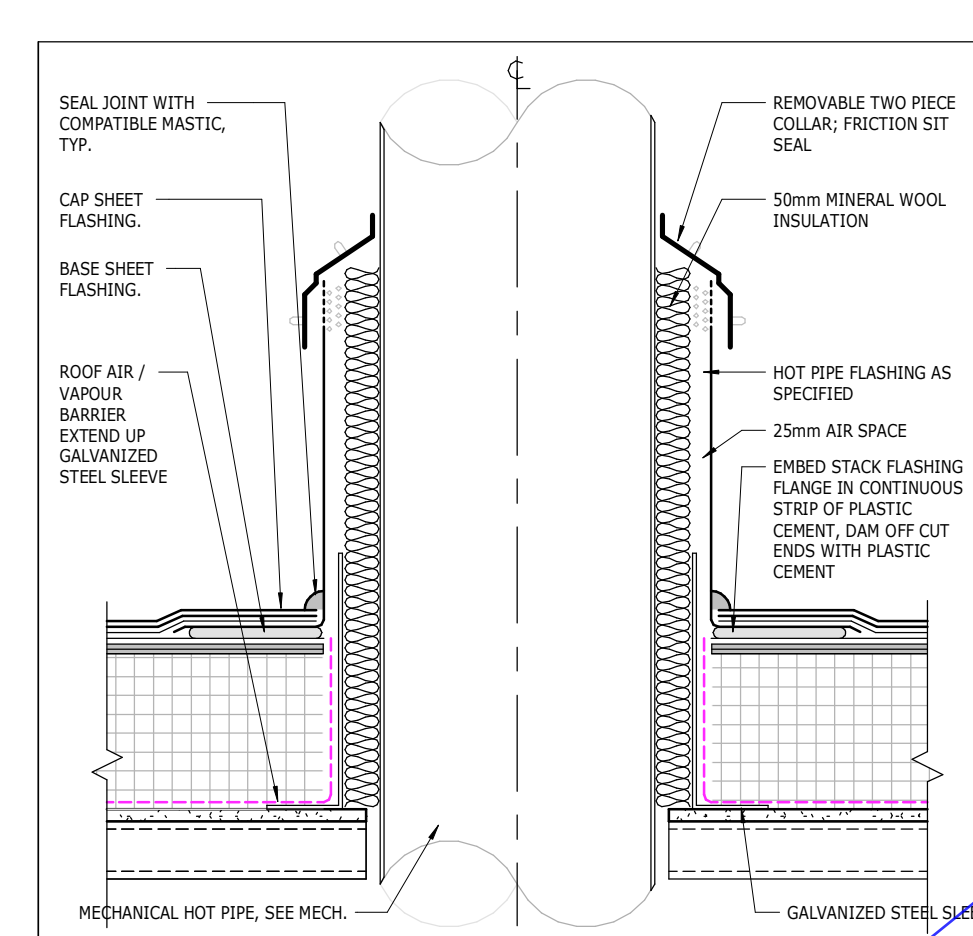 SEAL JOINT WITH
COMPATIBLE MASTIC,
TYP.
CAP SHEET
FLASHING.
BASE SHEET
FLASHING.
ROOF AIR /
VAPOUR
BARRIER
EXTEND UP
GALVANIZED
STEEL SLEEVE
MECHANICAL HOT PIPE, SEE MECH.
REMOVABLE TWO PIECE
COLLAR; FRICTION SIT
SEAL
50mm MINERAL WOOL
INSULATION
HOT PIPE FLASHING AS
SPECIFIED
25mm AIR SPACE
EMBED STACK FLASHING
FLANGE IN CONTINUOUS
STRIP OF PLASTIC
CEMENT, DAM OFF CUT
ENDS WITH PLASTIC
CEMENT
GALVANIZED STEEL